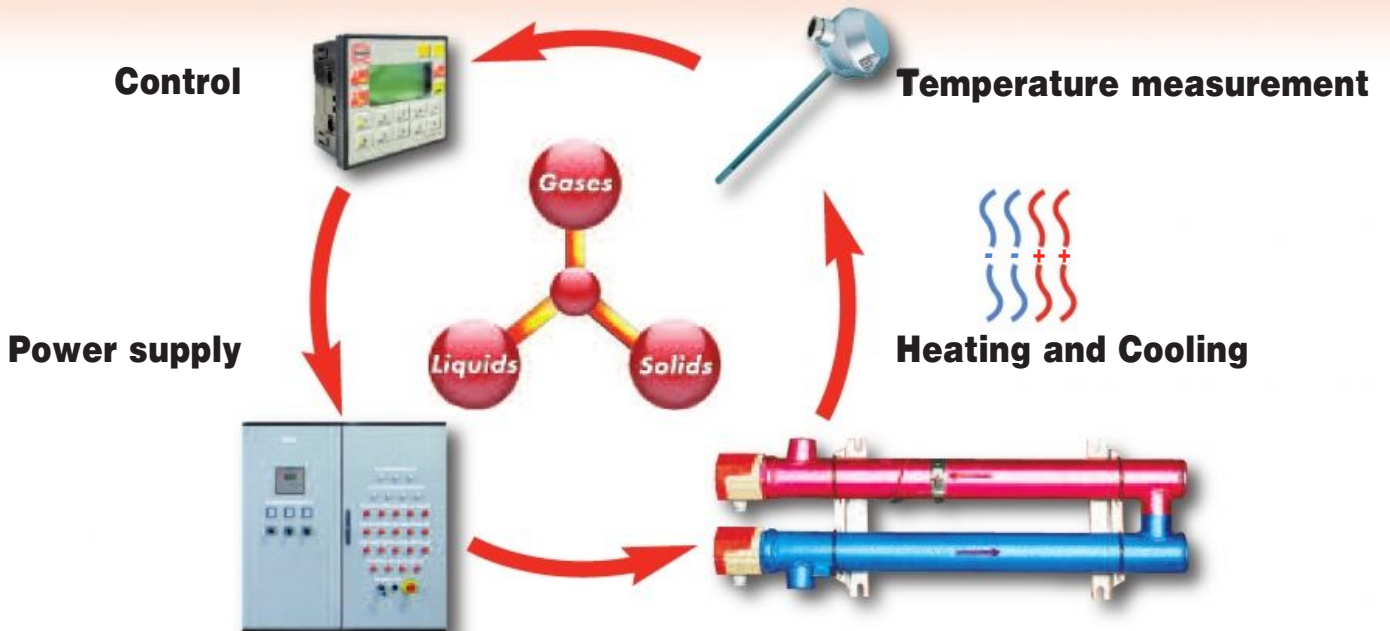 Control
Temperature measurement
Gases
- - + +
Power supply
Heating and Cooling
Liquids
Solids